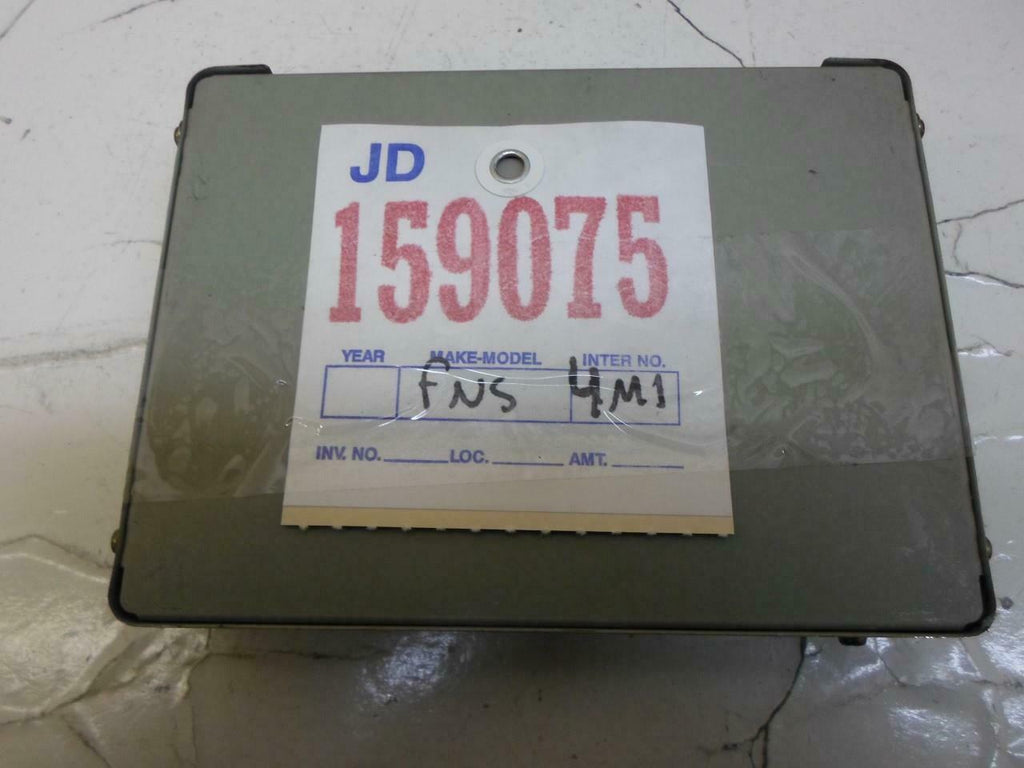 JD
159075
YEAR MAKE-MODEL INTER NO.
FNS 4M1
INV. NO. LOC. AMT.